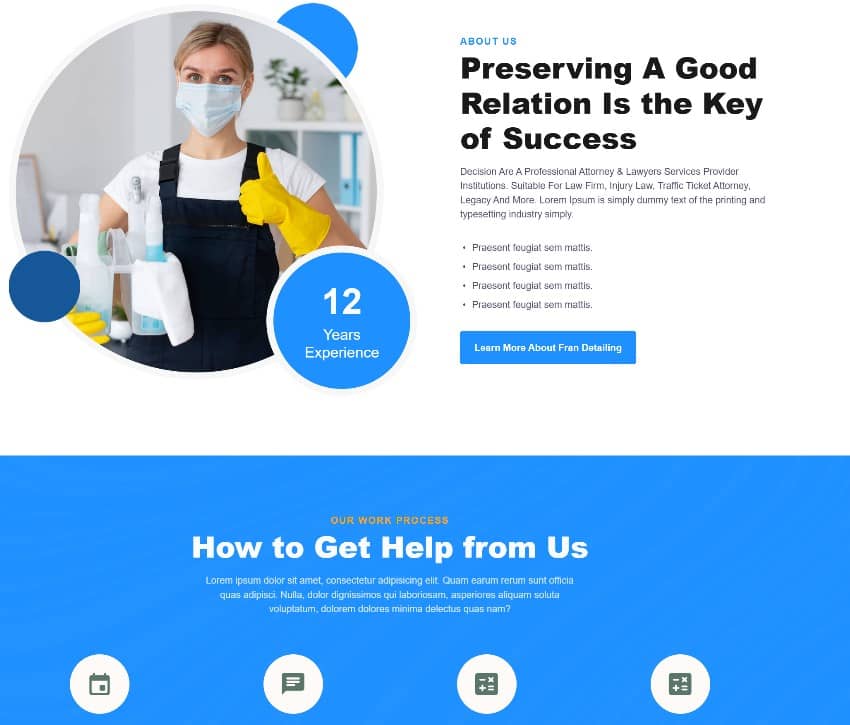 ABOUT US
Preserving A Good
Relation Is the Key
of Success
Decision Are A Professional Attorney & Lawyers Services Provider
Institutions. Suitable For Law Firm, Injury Law, Traffic Ticket Attorney,
Legacy And More. Lorem Ipsum is simply dummy text of the printing and
typesetting industry simply.
• Praesent feugiat sem mattis.
• Praesent feugiat sem mattis.
• Praesent feugiat sem mattis.
• Praesent feugiat sem mattis.
Learn More About Fran Detailing
12
Years
Experience
OUR WORK PROCESS
How to Get Help from Us
Lorem ipsum dolor sit amet, consectetur adipisicing elit. Quam earum rerum sunt officia
quas adipisci. Nulla, dolor dignissimos qui laboriosam, asperiores aliquam soluta
voluptatum, dolorem dolores minima delectus quas nam?